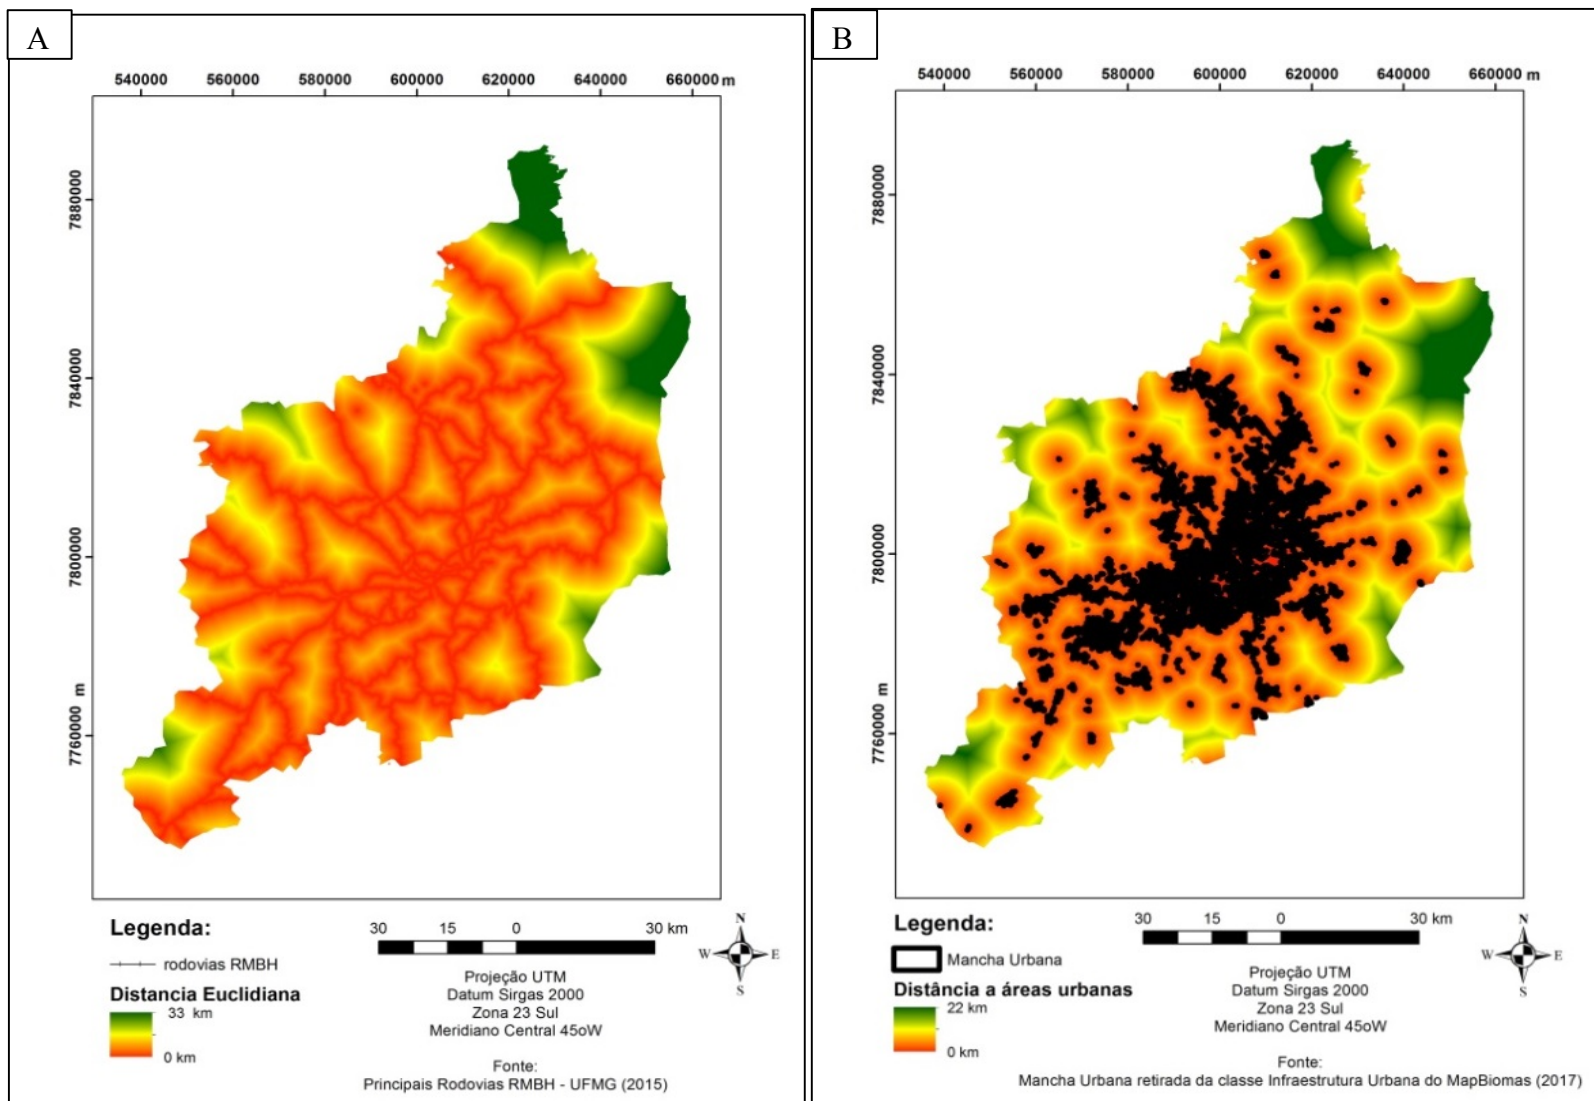 A
540000 560000 580000 600000 620000 640000 660000 m
7880000
7840000
7800000
7760000 m
Legenda:
rodovias RMBH
Distancia Euclidiana
33 km
0 km
30 15 0 30 km
N
W E
S
Projeção UTM
Datum Sirgas 2000
Zona 23 Sul
Meridiano Central 45oW
Fonte:
Principais Rodovias RMBH - UFMG (2015)
B
540000 560000 580000 600000 620000 640000 660000 m
7880000
7840000
7800000
7760000 m
Legenda:
Mancha Urbana
Distância a áreas urbanas
22 km
0 km
30 15 0 30 km
N
W E
S
Projeção UTM
Datum Sirgas 2000
Zona 23 Sul
Meridiano Central 45oW
Fonte:
Mancha Urbana retirada da classe Infraestrutura Urbana do MapBiomas (2017)